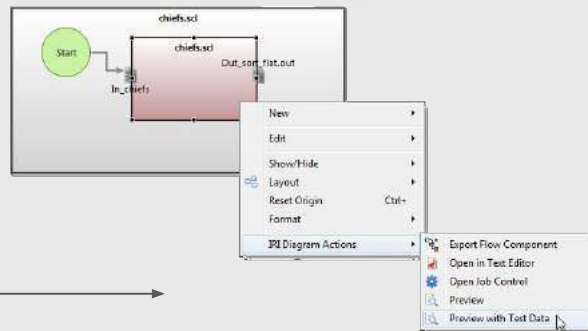 chiefs.scl
Start
chiefs.scl
Out_sort_flat.out
In_chiefs
New
Edit
Show/Hide
Layout
Reset Origin Ctrl+
Format
IRI Diagram Actions
Export Flow Component
Open in Text Editor
Open Job Control
Preview
Preview with Test Data